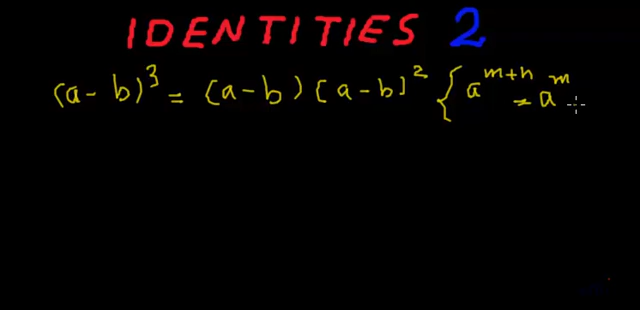 IDENTITIES 2
(a - b)³ = (a - b) (a - b)² { a^{m+n} = a^m